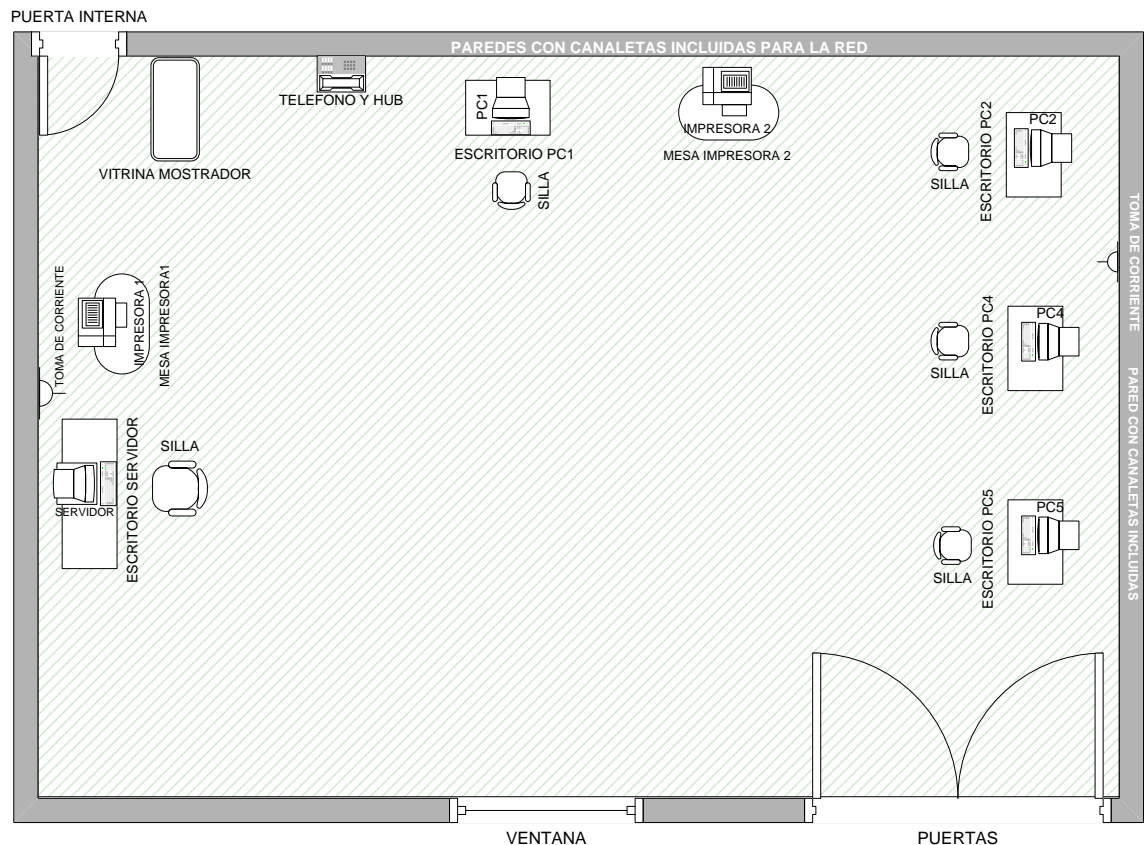 PUERTA INTERNA
PAREDES CON CANALETAS INCLUIDAS PARA LA RED
TELEFONO Y HUB
VITRINA MOSTRADOR
PC1
ESCRITORIO PC1
SILLA
IMPRESORA 2
MESA IMPRESORA 2
PC2
ESCRITORIO PC2
SILLA
TOMA DE CORRIENTE
TOMA DE CORRIENTE
IMPRESORA 1
MESA IMPRESORA1
PC4
ESCRITORIO PC4
SILLA
PARED CON CANALETAS INCLUIDAS
SILLA
SERVIDOR
ESCRITORIO SERVIDOR
PC5
ESCRITORIO PC5
SILLA
VENTANA
PUERTAS